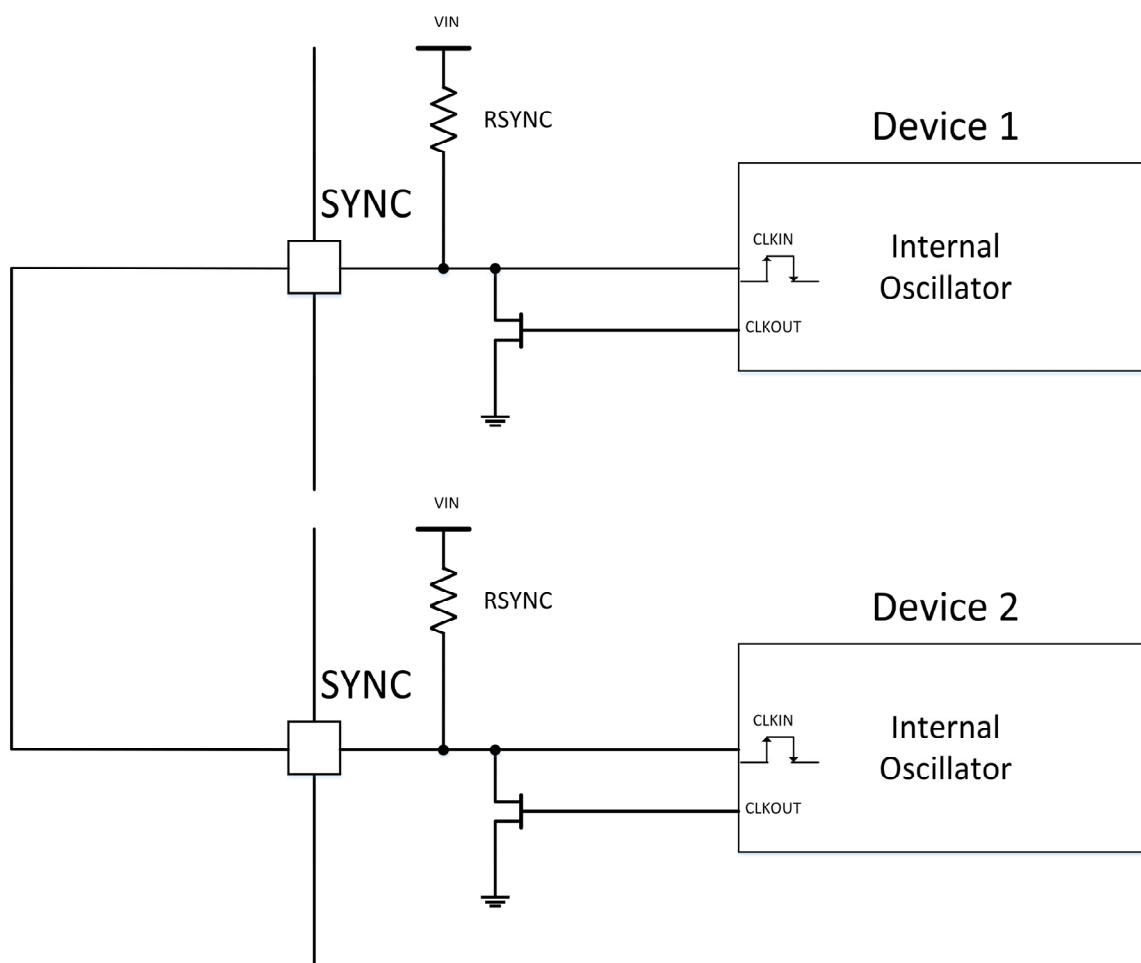 VIN
RSYNC
Device 1
SYNC
CLKIN
Internal
Oscillator
CLKOUT
VIN
RSYNC
Device 2
SYNC
CLKIN
Internal
Oscillator
CLKOUT